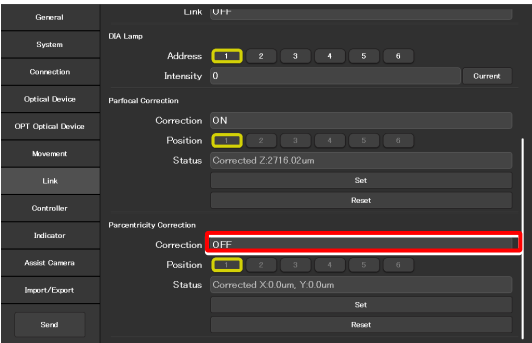 General
System
Connection
Optical Device
OPT Optical Device
Movement
Link
Controller
Indicator
Assist Camera
Import/Export
Send
Link OFF
DIA Lamp
Address 1 2 3 4 5 6
Intensity 0 Current
Parfocal Correction
Correction ON
Position 1 2 3 4 5 6
Status Corrected Z:2716.02um
Set
Reset
Parcentricity Correction
Correction OFF
Position 1 2 3 4 5 6
Status Corrected X:0.0um, Y:0.0um
Set
Reset